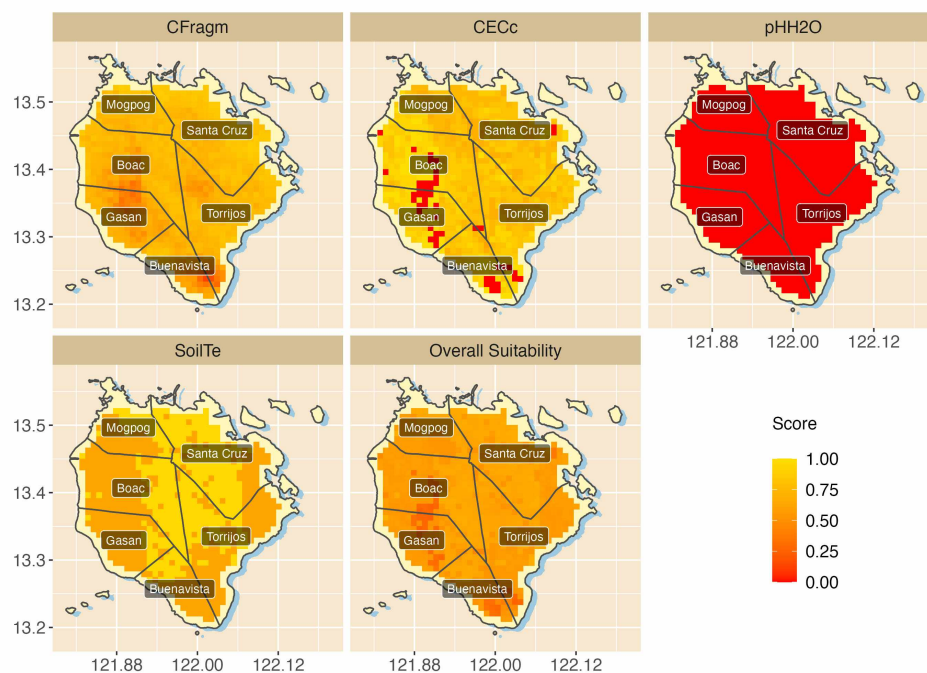 CFragm
CECc
pHH2O
13.5
13.4
13.3
13.2
Mogpog
Santa Cruz
Boac
Gasan
Torrijos
Buenavista
Mogpog
Santa Cruz
Boac
Gasan
Torrijos
Buenavista
Mogpog
Santa Cruz
Boac
Gasan
Torrijos
Buenavista
121.88 122.00 122.12
SoilTe
Overall Suitability
13.5
13.4
13.3
13.2
Mogpog
Santa Cruz
Boac
Gasan
Torrijos
Buenavista
Mogpog
Santa Cruz
Boac
Gasan
Torrijos
Buenavista
121.88 122.00 122.12
121.88 122.00 122.12
Score
1.00
0.75
0.50
0.25
0.00